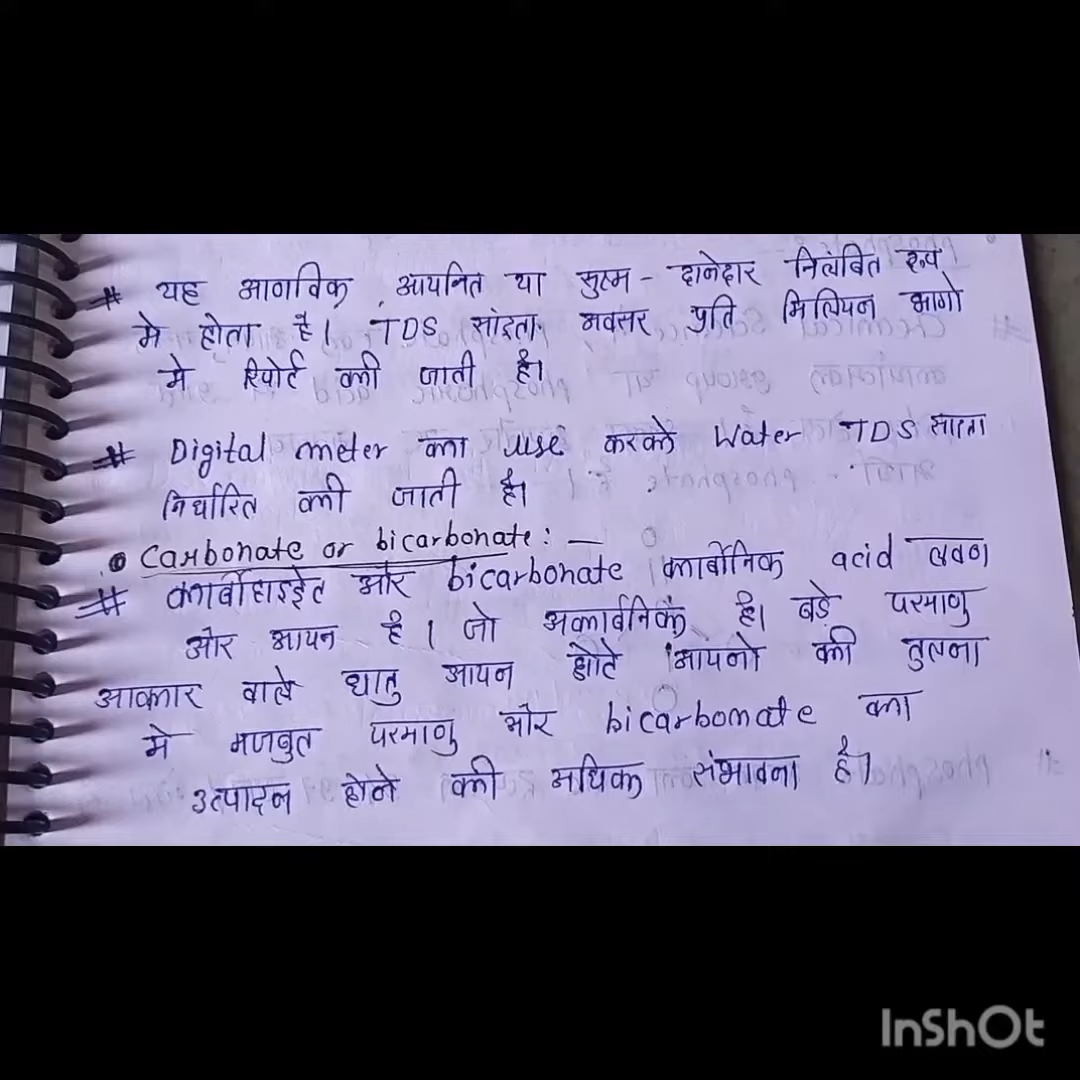 # यह आणविक, आयनित या सुक्ष्म - दानेदार निलंबित रूप
मे होता है। TDS सांद्रता अक्सर प्रति मिलियन भागो
मे रिपोर्ट की जाती है।
# Digital meter का use करके Water TDS सांद्रता
निर्धारित की जाती है।
• Carbonate or bicarbonate: —
# कार्बोहाइड्रेट और bicarbonate कार्बोनिक acid लवण
और आयन है। जो अकार्बनिक है। बडे परमाणु
आकार वाले धातु आयन छोटे आयनो की तुलना
मे मजबुत परमाणु और bicarbonate का
उत्पादन होने की अधिक संभावना है।
InShOt